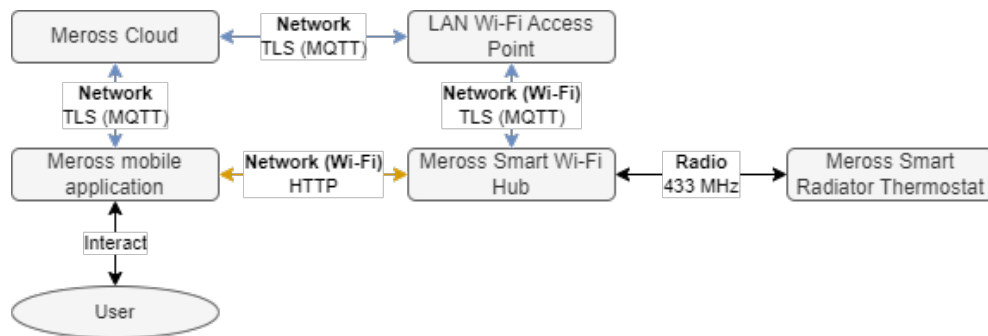 Meroos Cloud
Network
TLS (MQTT)
LAN Wi-Fi Access
Point
Network
TLS (MQTT)
Network (Wi-Fi)
TLS (MQTT)
Meross mobile
application
Network (Wi-Fi)
HTTP
Meross Smart Wi-Fi
Hub
Radio
433 MHz
Meross Smart
Radiator Thermostat
Interact
User